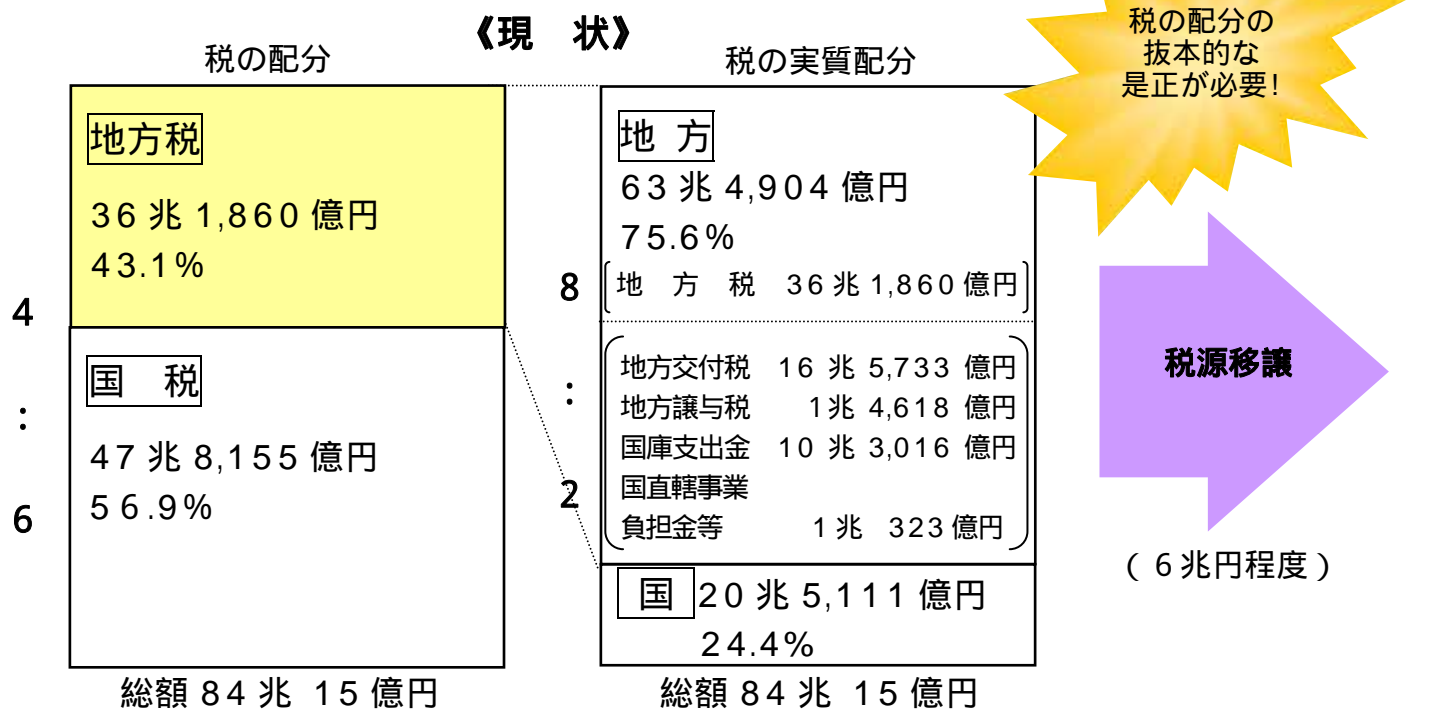 《現　状》
税の配分
地方税
36兆1,860億円
43.1%
国　税
47兆8,155億円
56.9%
4
：
6
総額84兆 15億円
税の実質配分
地 方
63兆4,904億円
75.6%
地　方　税　36兆1,860億円
地方交付税　16兆5,733億円
地方譲与税　1兆4,618億円
国庫支出金　10兆3,016億円
国直轄事業
負担金等　1兆　323億円
国 20兆5,111億円
24.4%
8
：
2
総額84兆 15億円
税の配分の
抜本的な
是正が必要!
税源移譲
（6兆円程度）